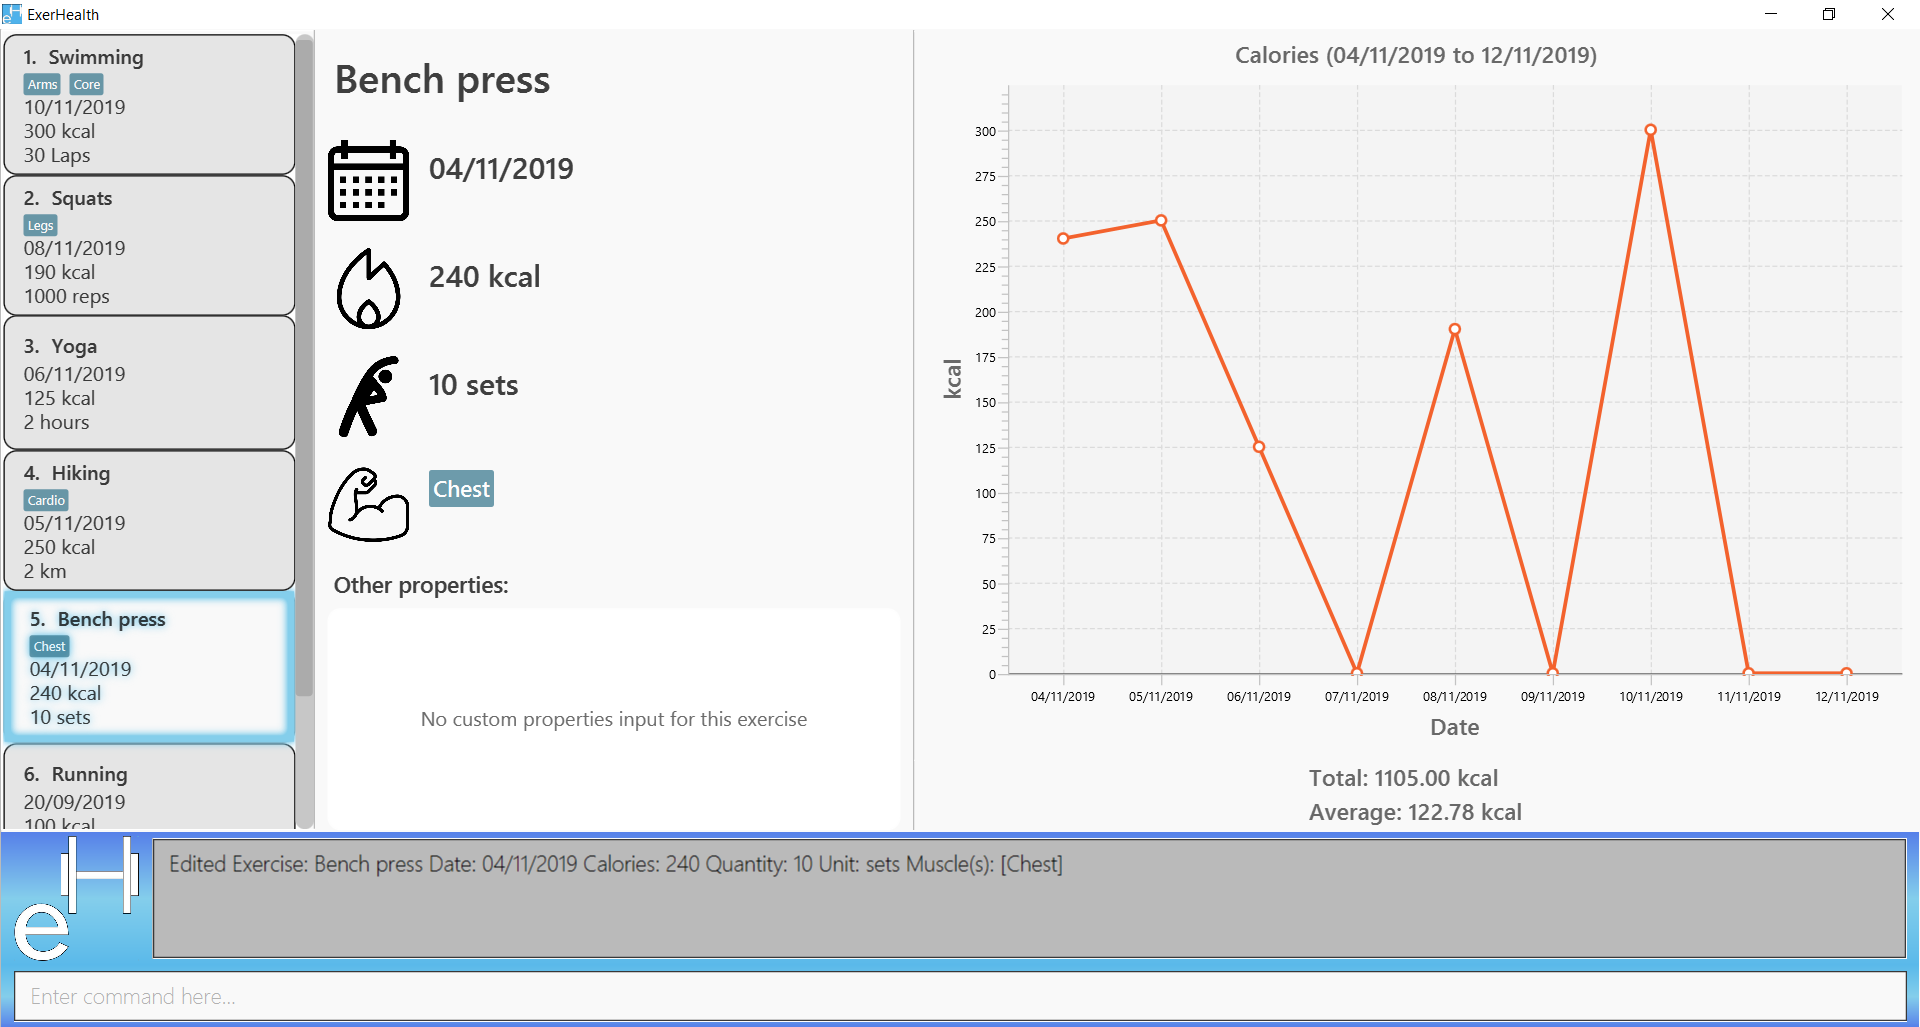 ExerHealth
1. Swimming
Arms Core
10/11/2019
300 kcal
30 Laps
2. Squats
Legs
08/11/2019
190 kcal
1000 reps
3. Yoga
06/11/2019
125 kcal
2 hours
4. Hiking
Cardio
05/11/2019
250 kcal
2 km
5. Bench press
Chest
04/11/2019
240 kcal
10 sets
6. Running
20/09/2019
100 kcal
Bench press
04/11/2019
240 kcal
10 sets
Chest
Other properties:
No custom properties input for this exercise
Calories (04/11/2019 to 12/11/2019)
kcal
300
275
250
225
200
175
150
125
100
75
50
25
0
04/11/2019 05/11/2019 06/11/2019 07/11/2019 08/11/2019 09/11/2019 10/11/2019 11/11/2019 12/11/2019
Date
Total: 1105.00 kcal
Average: 122.78 kcal
eH
Edited Exercise: Bench press Date: 04/11/2019 Calories: 240 Quantity: 10 Unit: sets Muscle(s): [Chest]
Enter command here...